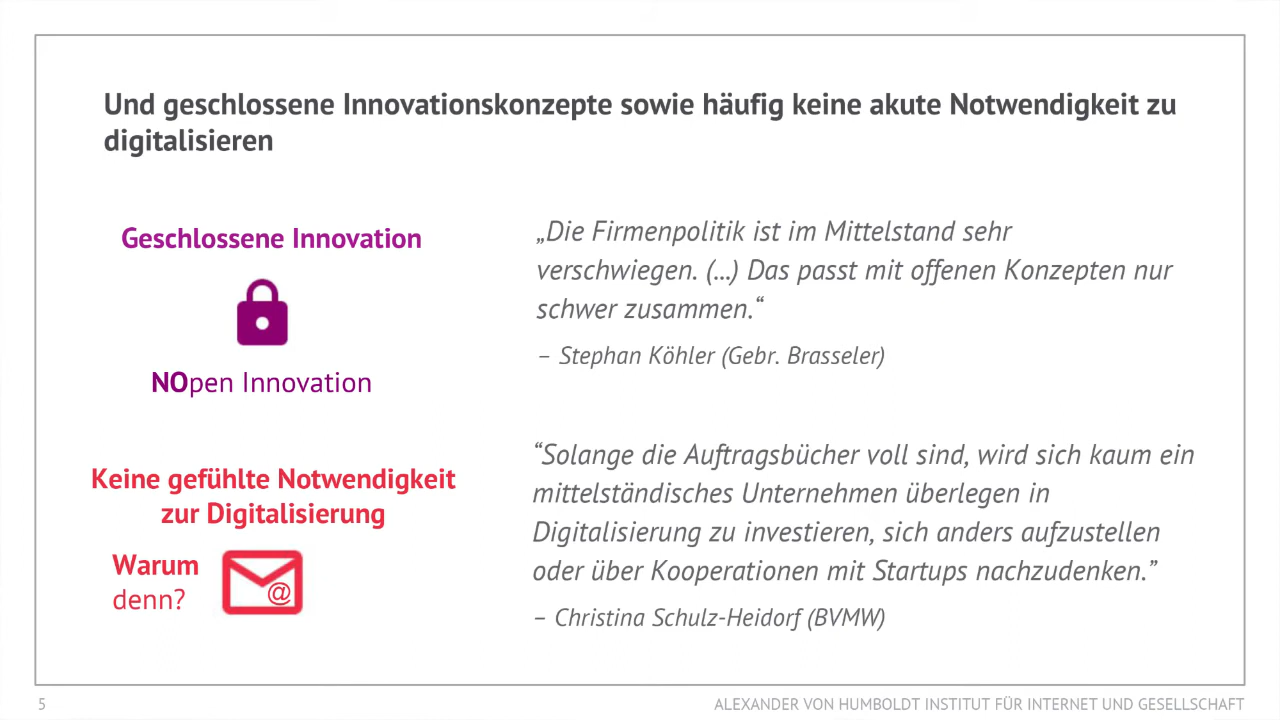 Und geschlossene Innovationskonzepte sowie häufig keine akute Notwendigkeit zu
digitalisieren
Geschlossene Innovation
NOpen Innovation
„Die Firmenpolitik ist im Mittelstand sehr
verschwiegen. (...) Das passt mit offenen Konzepten nur
schwer zusammen.“
– Stephan Köhler (Gebr. Brasseler)
Keine gefühlte Notwendigkeit
zur Digitalisierung
Warum
denn?
@
“Solange die Auftragsbücher voll sind, wird sich kaum ein
mittelständisches Unternehmen überlegen in
Digitalisierung zu investieren, sich anders aufzustellen
oder über Kooperationen mit Startups nachzudenken.”
– Christina Schulz-Heidorf (BVMW)
5
ALEXANDER VON HUMBOLDT INSTITUT FÜR INTERNET UND GESELLSCHAFT